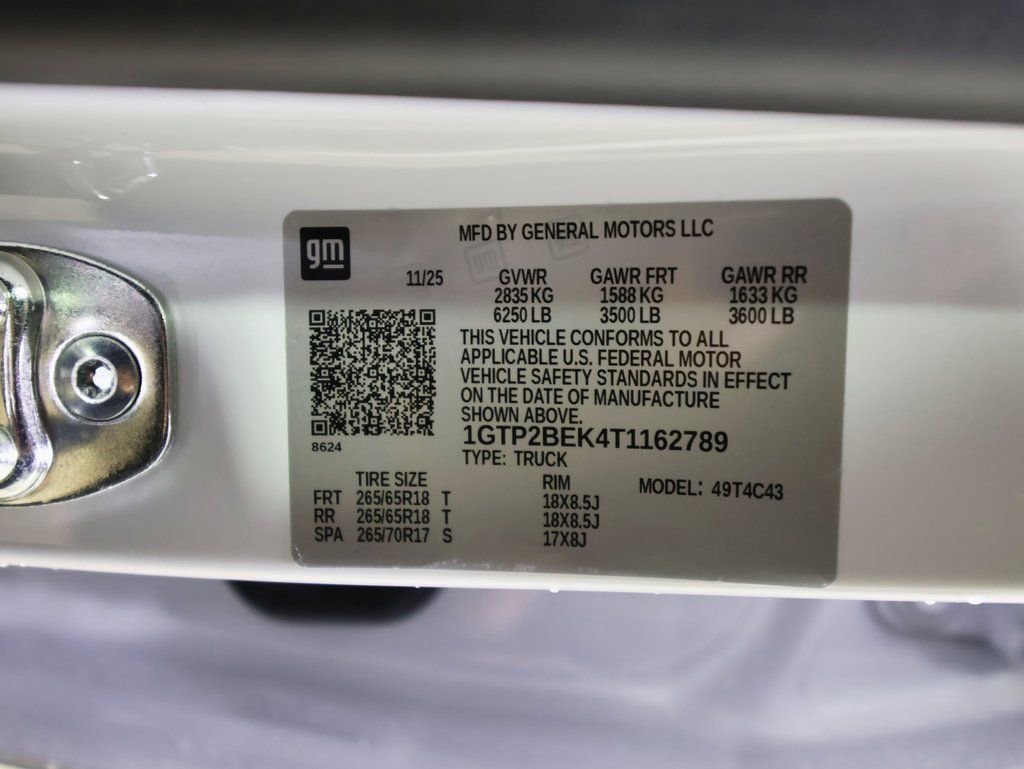 gm
MFD BY GENERAL MOTORS LLC
11/25
GVWR GAWR FRT GAWR RR
2835 KG 1588 KG 1633 KG
6250 LB 3500 LB 3600 LB
THIS VEHICLE CONFORMS TO ALL
APPLICABLE U.S. FEDERAL MOTOR
VEHICLE SAFETY STANDARDS IN EFFECT
ON THE DATE OF MANUFACTURE
SHOWN ABOVE.
8624
1GTP2BEK4T1162789
TYPE: TRUCK
TIRE SIZE RIM MODEL: 49T4C43
FRT 265/65R18 T 18X8.5J
RR 265/65R18 T 18X8.5J
SPA 265/70R17 S 17X8J